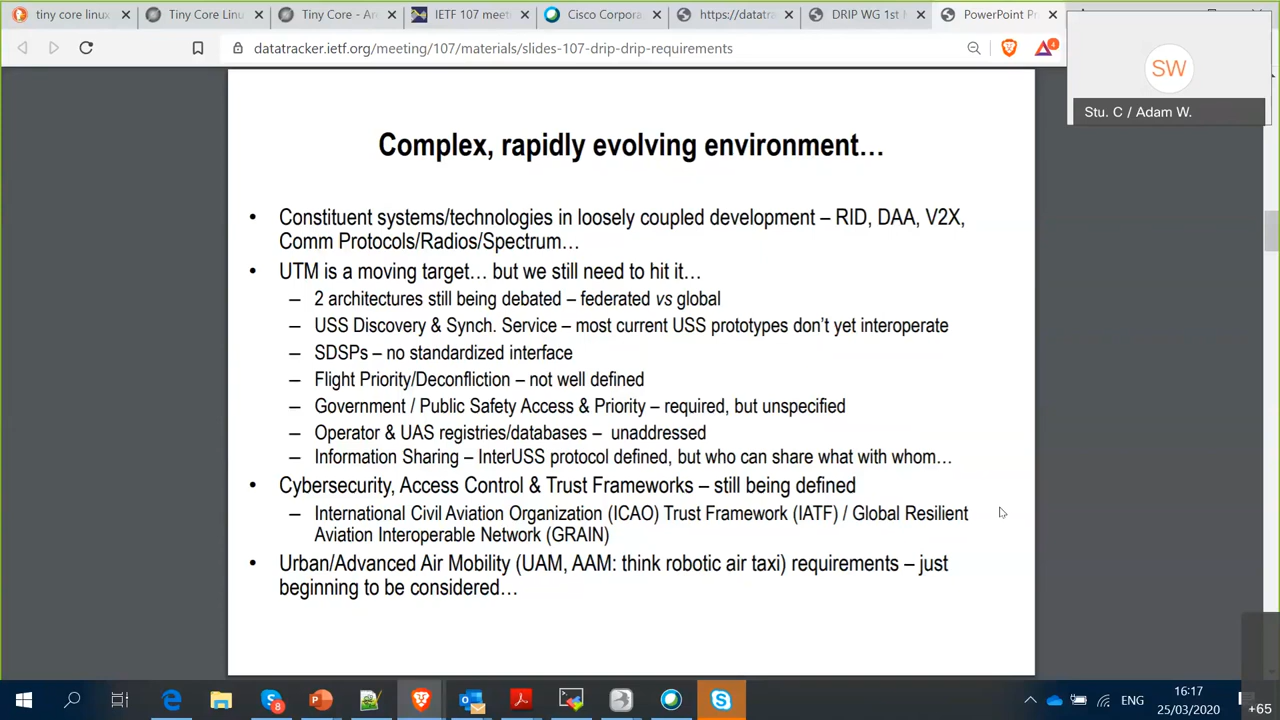 tiny core linux
Tiny Core Linu
Tiny Core - Ar
IETF 107 meet
Cisco Corpora
https://datatr
DRIP WG 1st
PowerPoint Pr
datatracker.ietf.org/meeting/107/materials/slides-107-drip-drip-requirements
4
SW
Stu. C / Adam W.
Complex, rapidly evolving environment…
• Constituent systems/technologies in loosely coupled development – RID, DAA, V2X,
Comm Protocols/Radios/Spectrum…
• UTM is a moving target… but we still need to hit it…
– 2 architectures still being debated – federated vs global
– USS Discovery & Synch. Service – most current USS prototypes don't yet interoperate
– SDSPs – no standardized interface
– Flight Priority/Deconfliction – not well defined
– Government / Public Safety Access & Priority – required, but unspecified
– Operator & UAS registries/databases – unaddressed
– Information Sharing – InterUSS protocol defined, but who can share what with whom…
• Cybersecurity, Access Control & Trust Frameworks – still being defined
– International Civil Aviation Organization (ICAO) Trust Framework (IATF) / Global Resilient
Aviation Interoperable Network (GRAIN)
• Urban/Advanced Air Mobility (UAM, AAM: think robotic air taxi) requirements – just
beginning to be considered…
8
ENG
16:17
25/03/2020
+65